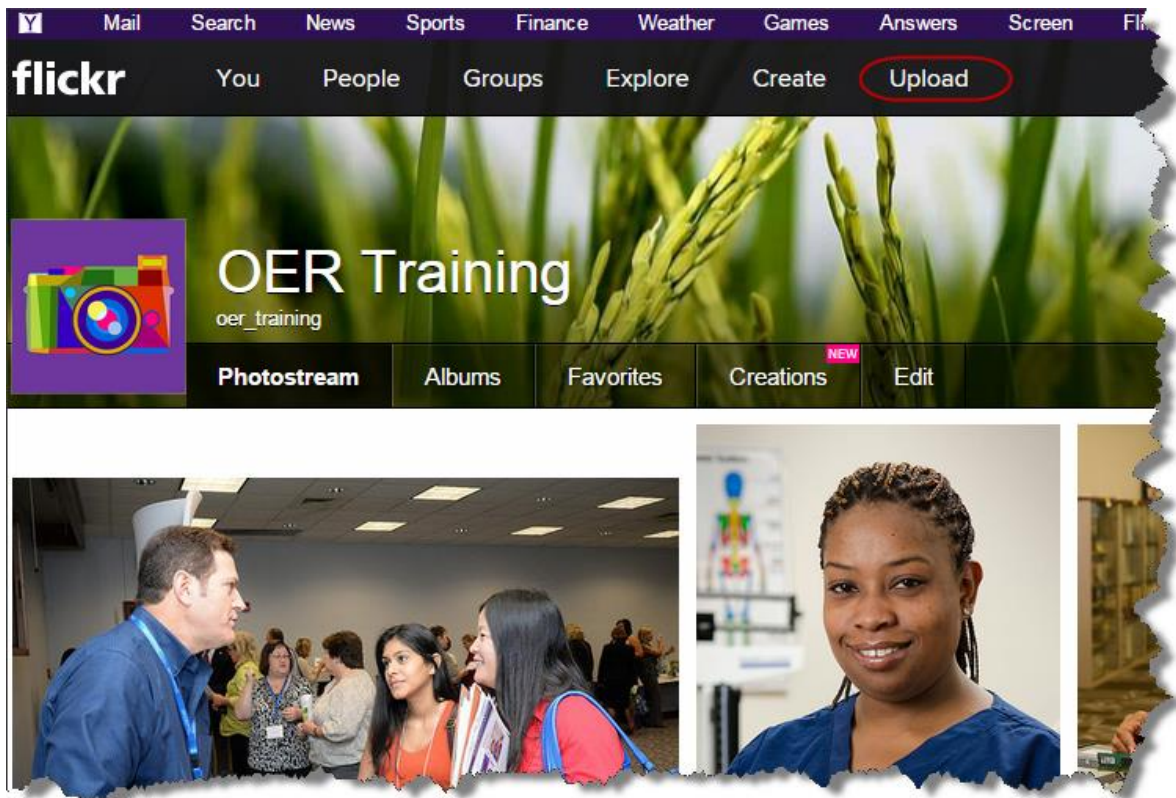 Y Mail Search News Sports Finance Weather Games Answers Screen
flickr You People Groups Explore Create Upload
OER Training
oer_training
Photostream Albums Favorites Creations NEW Edit